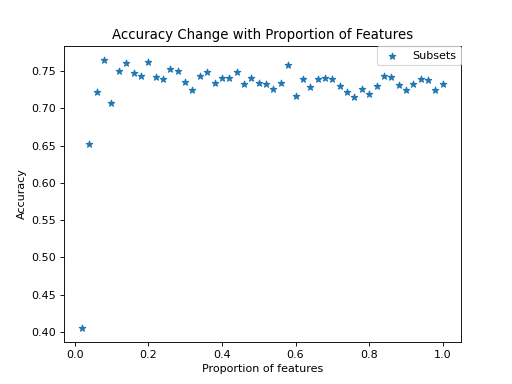 Accuracy Change with Proportion of Features
Subsets
Accuracy
0.75
0.70
0.65
0.60
0.55
0.50
0.45
0.40
0.0 0.2 0.4 0.6 0.8 1.0
Proportion of features